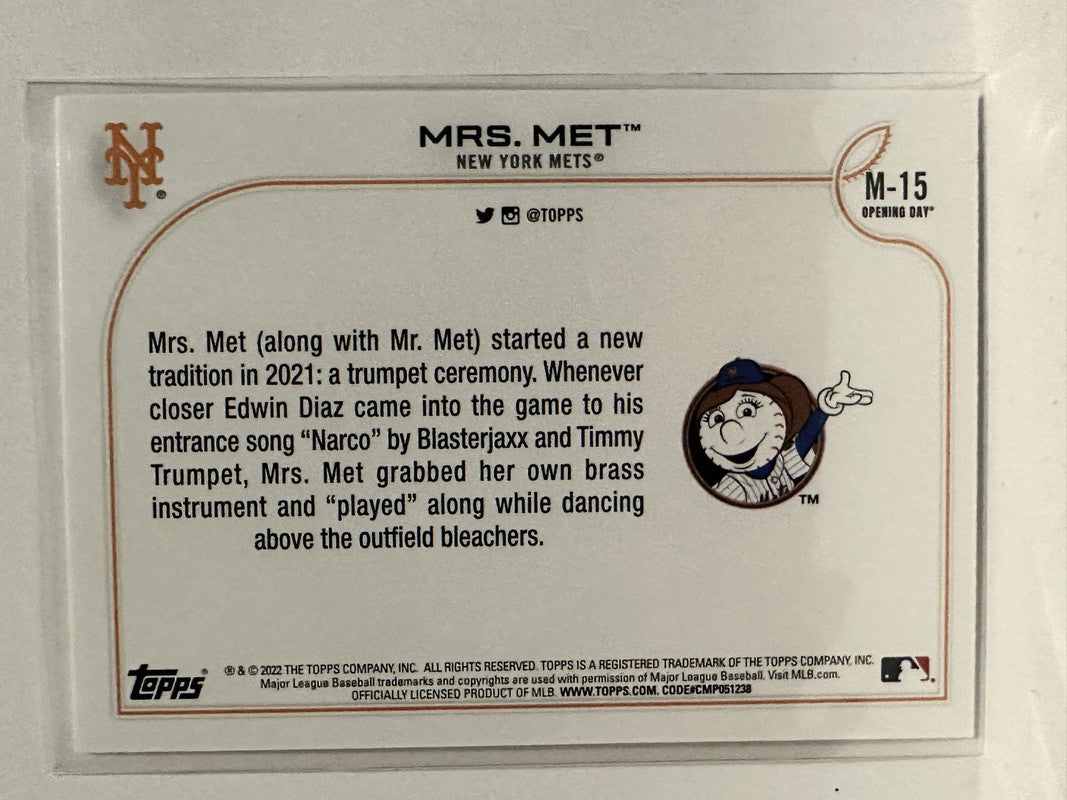 NY ®
MRS. MET™
NEW YORK METS®
M-15
OPENING DAY®
@TOPPS
Mrs. Met (along with Mr. Met) started a new
tradition in 2021: a trumpet ceremony. Whenever
closer Edwin Diaz came into the game to his
entrance song “Narco” by Blasterjaxx and Timmy
Trumpet, Mrs. Met grabbed her own brass
instrument and “played” along while dancing
above the outfield bleachers.
TM
TOPPS®
® & © 2022 THE TOPPS COMPANY, INC. ALL RIGHTS RESERVED. TOPPS IS A REGISTERED TRADEMARK OF THE TOPPS COMPANY, INC.
Major League Baseball trademarks and copyrights are used with permission of Major League Baseball. Visit MLB.com.
OFFICIALLY LICENSED PRODUCT OF MLB. WWW.TOPPS.COM. CODE#CMP051238